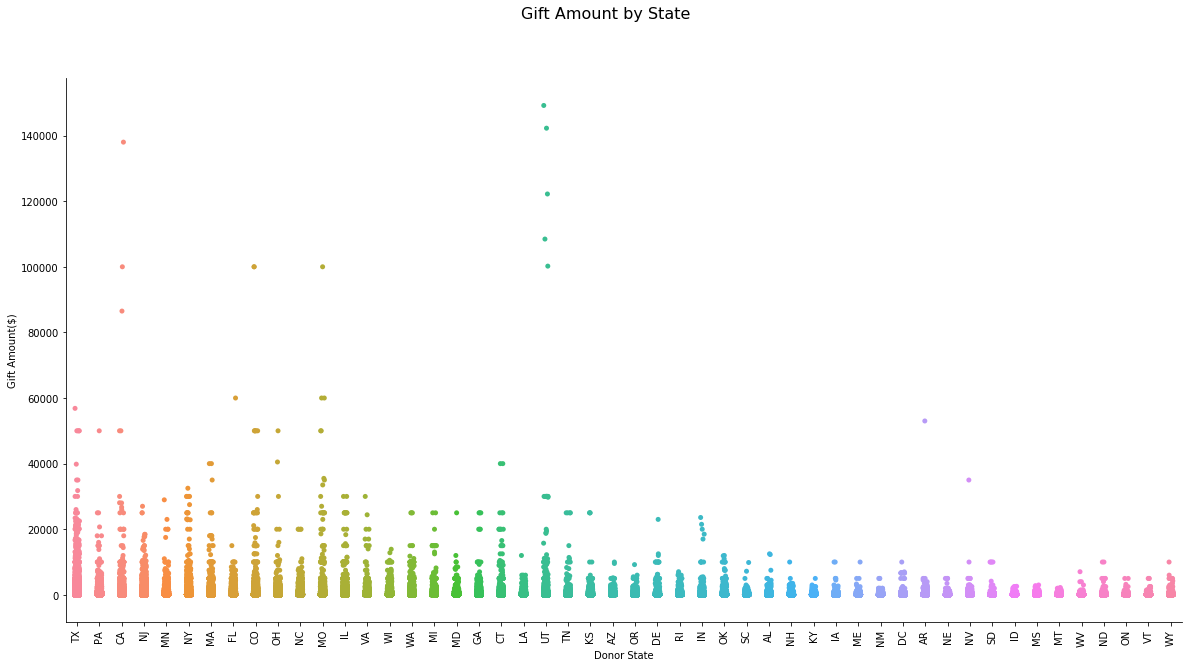 Gift Amount by State
140000
120000
100000
80000
60000
40000
20000
0
Gift Amount($)
TX PA CA NJ MN NY MA FL CO OH NC MO IL VA WI WA MI MD GA CT LA UT TN KS AZ OR DE RI IN OK SC AL NH KY IA ME NM DC AR NE NV SD ID MS MT WV ND ON VT WY
Donor State